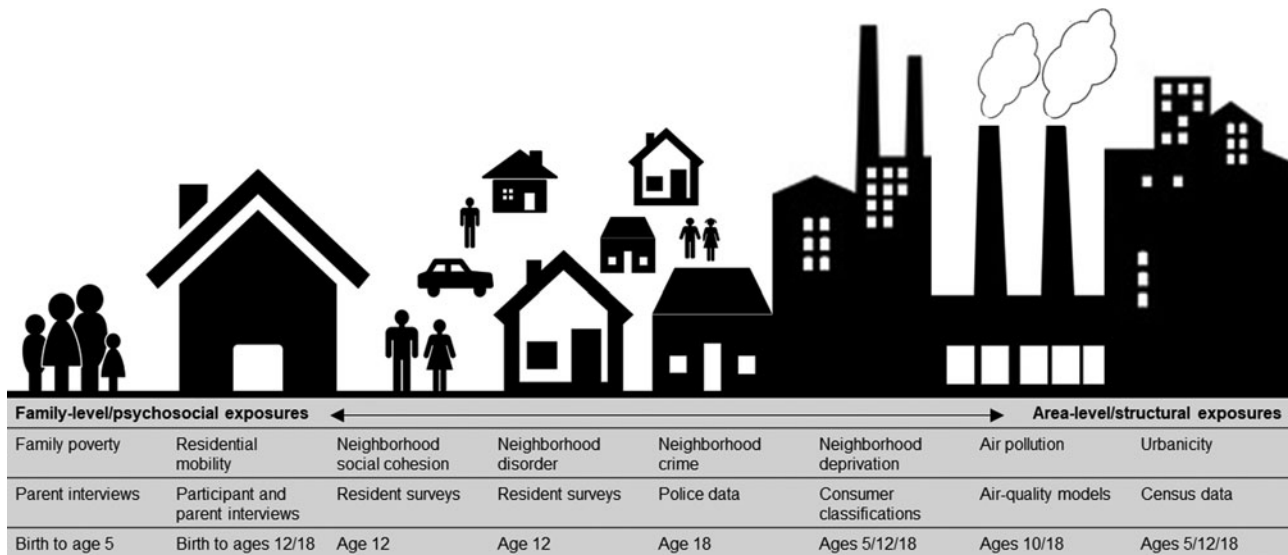 Family-level/psychosocial exposures Area-level/structural exposures
Family poverty Residential mobility Neighborhood social cohesion Neighborhood disorder Neighborhood crime Neighborhood deprivation Air pollution Urbanicity
Parent interviews Participant and parent interviews Resident surveys Resident surveys Police data Consumer classifications Air-quality models Census data
Birth to age 5 Birth to ages 12/18 Age 12 Age 12 Age 18 Ages 5/12/18 Ages 10/18 Ages 5/12/18